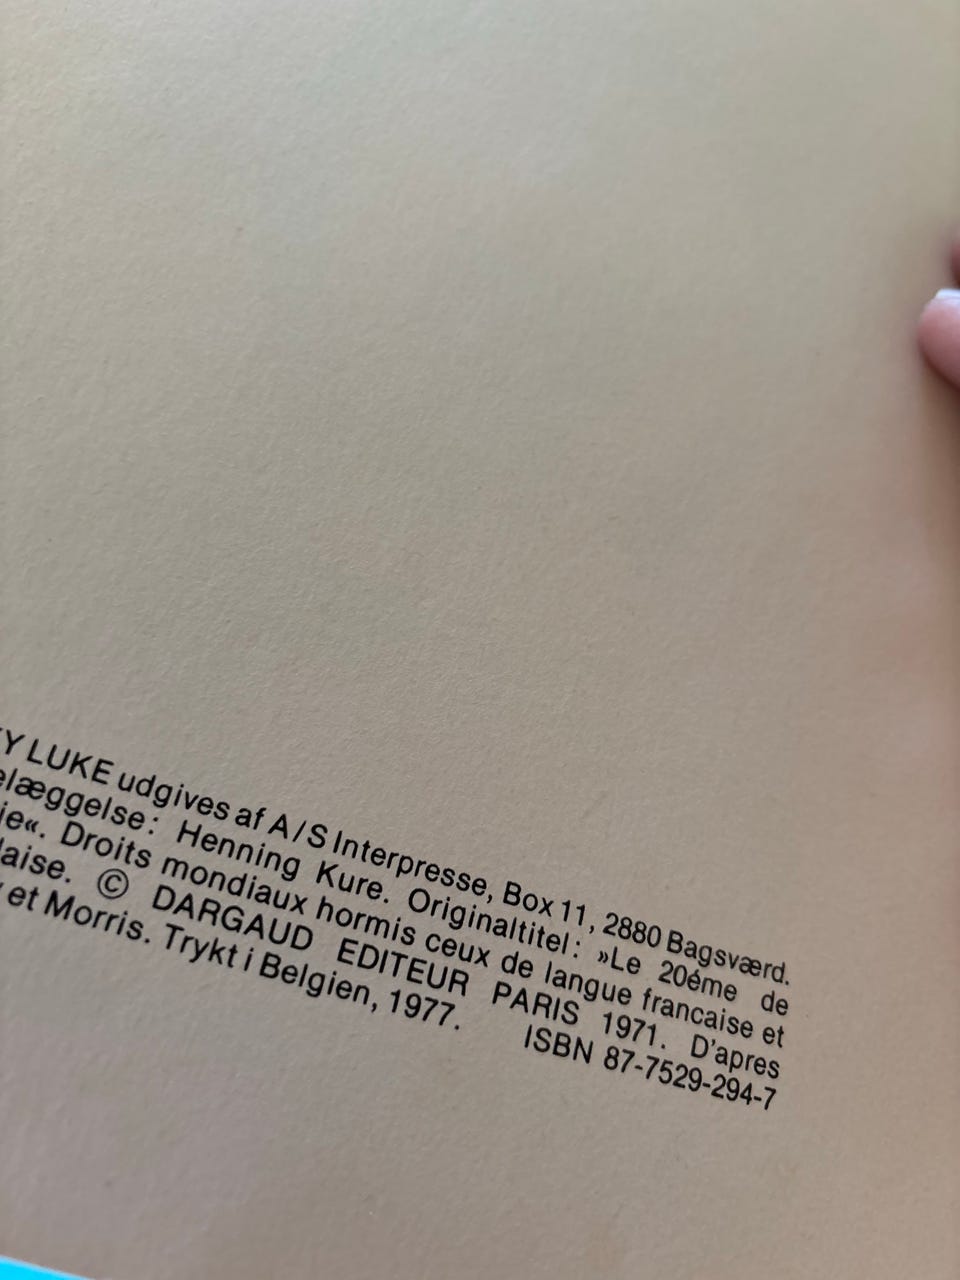 Y LUKE udgives af A/S Interpresse, Box 11, 2880 Bagsværd.
elæggelse: Henning Kure. Originaltitel: »Le 20éme de
ie«. Droits mondiaux hormis ceux de langue francaise et
laise. © DARGAUD EDITEUR PARIS 1971. D'apres
et Morris. Trykt i Belgien, 1977. ISBN 87-7529-294-7